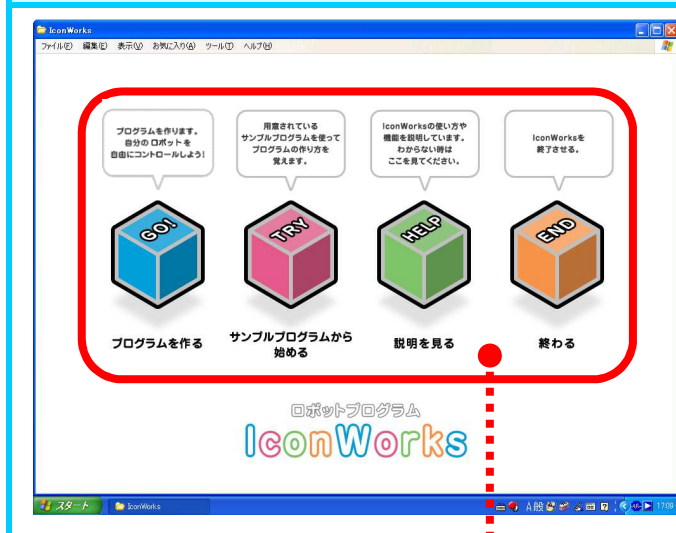 IconWorks
ファイル(F) 編集(E) 表示(V) お気に入り(A) ツール(T) ヘルプ(H)
プログラムを作ります。
自分のロボットを
自由にコントロールしよう!
用意されている
サンプルプログラムを使って
プログラムの作り方を
覚えます。
IconWorksの使い方や
機能を説明しています。
わからない時は
ここを見てください。
IconWorksを
終了させる。
GO!
TRY
HELP
END
プログラムを作る
サンプルプログラムから
始める
説明を見る
終わる
ロボットプログラム
IconWorks
スタート IconWorks A 般 17:09